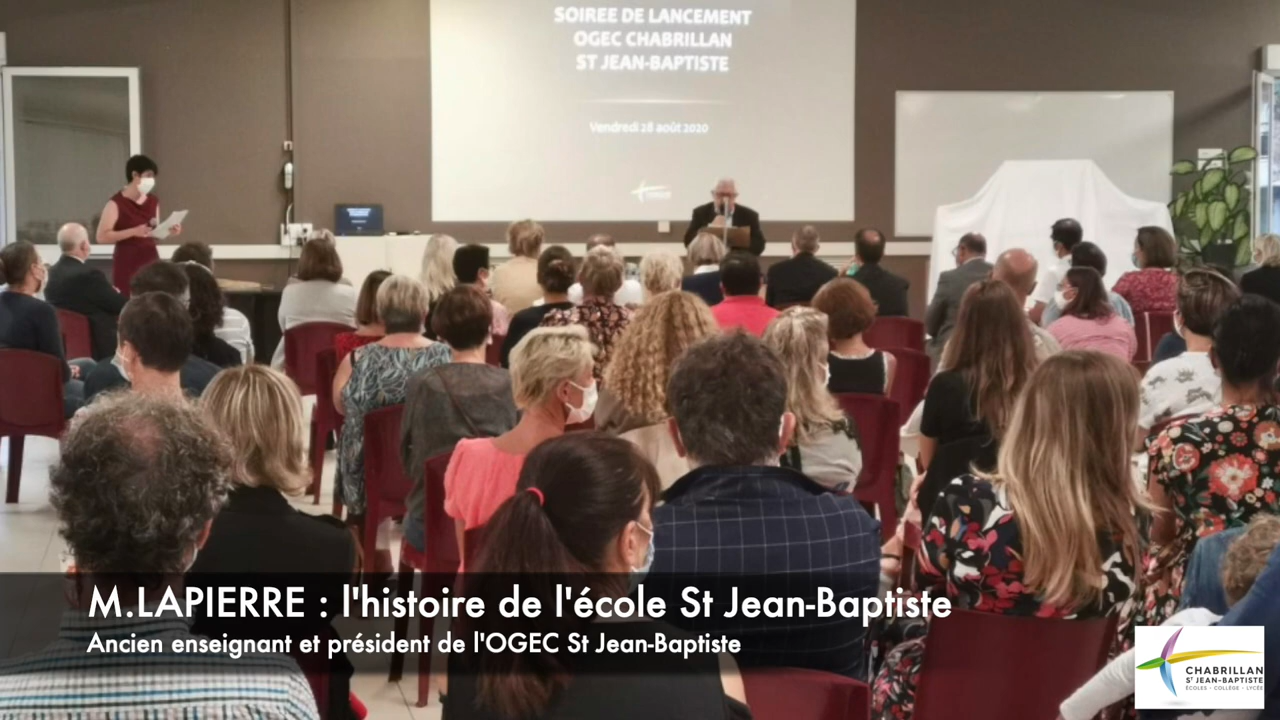 SOIREE DE LANCEMENT
OGEC CHABRILLAN
ST JEAN-BAPTISTE
Vendredi 28 août 2020
M.LAPIERRE : l'histoire de l'école St Jean-Baptiste
Ancien enseignant et président de l'OGEC St Jean-Baptiste
CHABRILLAN
ST JEAN-BAPTISTE
ÉCOLES - COLLÈGE - LYCÉE